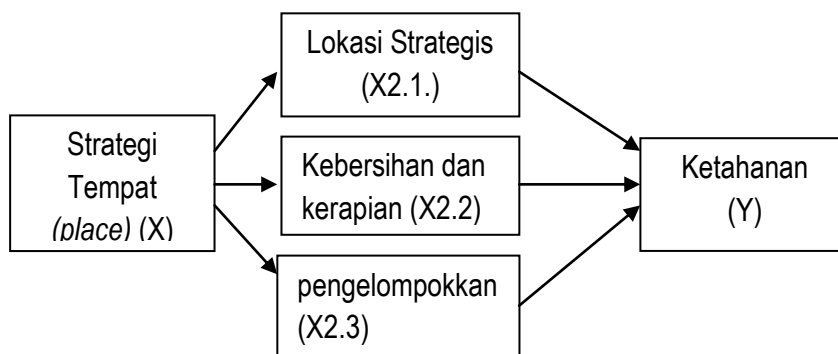 Strategi
Tempat
(place) (X)
Lokasi Strategis
(X2.1.)
Kebersihan dan
kerapian (X2.2)
pengelompokkan
(X2.3)
Ketahanan
(Y)